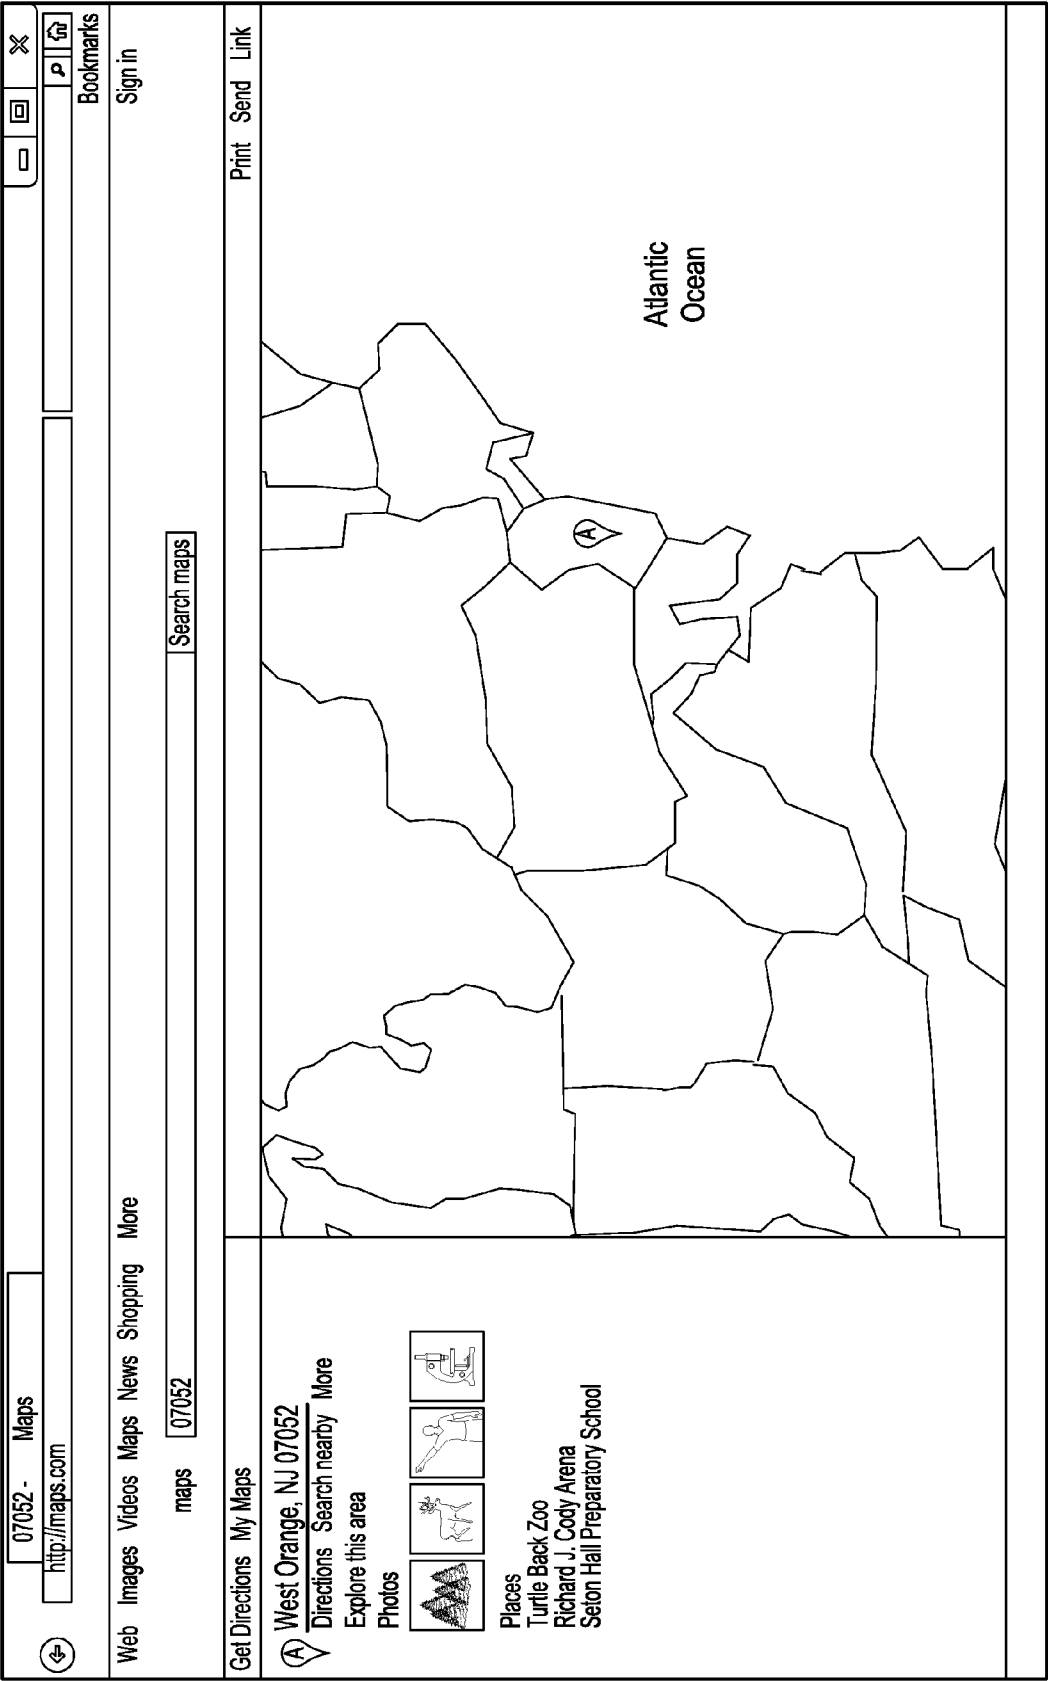 07052 -    Maps
http://maps.com
Bookmarks
Web Images Videos Maps News Shopping More Sign in
maps 07052 Search maps
Get Directions My Maps Print Send Link
A West Orange, NJ 07052
Directions Search nearby More
Explore this area
Photos
Places
Turtle Back Zoo
Richard J. Cody Arena
Seton Hall Preparatory School
A
Atlantic
Ocean